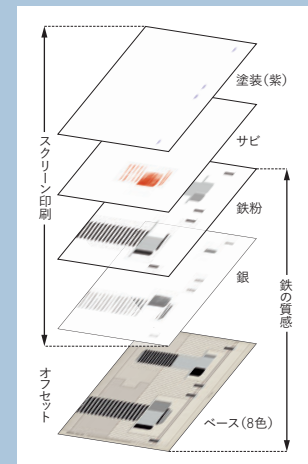 塗装(紫)
サビ
スクリーン印刷
鉄粉
銀
鉄の質感
オフセット
ベース(8色)